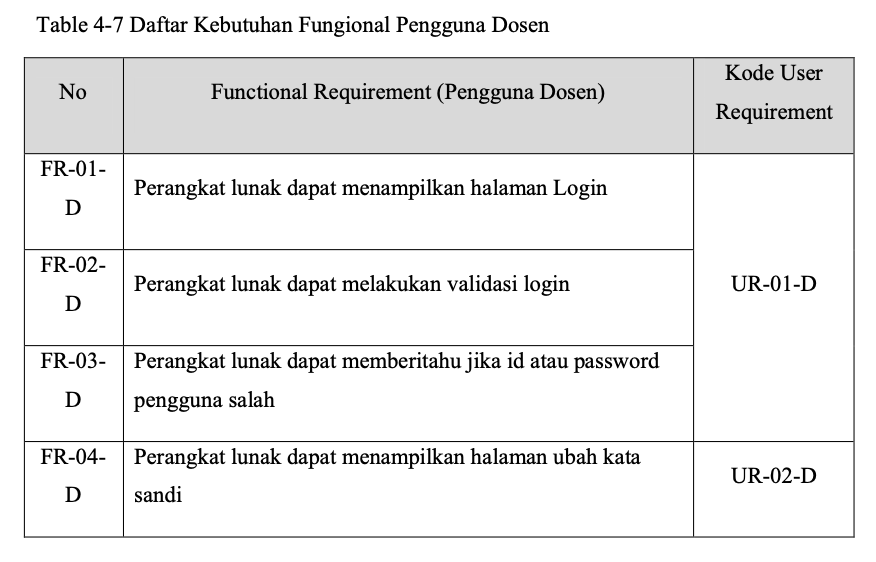 Table 4-7 Daftar Kebutuhan Fungional Pengguna Dosen
No
Functional Requirement (Pengguna Dosen)
Kode User
Requirement
FR-01-
D
Perangkat lunak dapat menampilkan halaman Login
UR-01-D
FR-02-
D
Perangkat lunak dapat melakukan validasi login
FR-03-
D
Perangkat lunak dapat memberitahu jika id atau password
pengguna salah
FR-04-
D
Perangkat lunak dapat menampilkan halaman ubah kata
sandi
UR-02-D